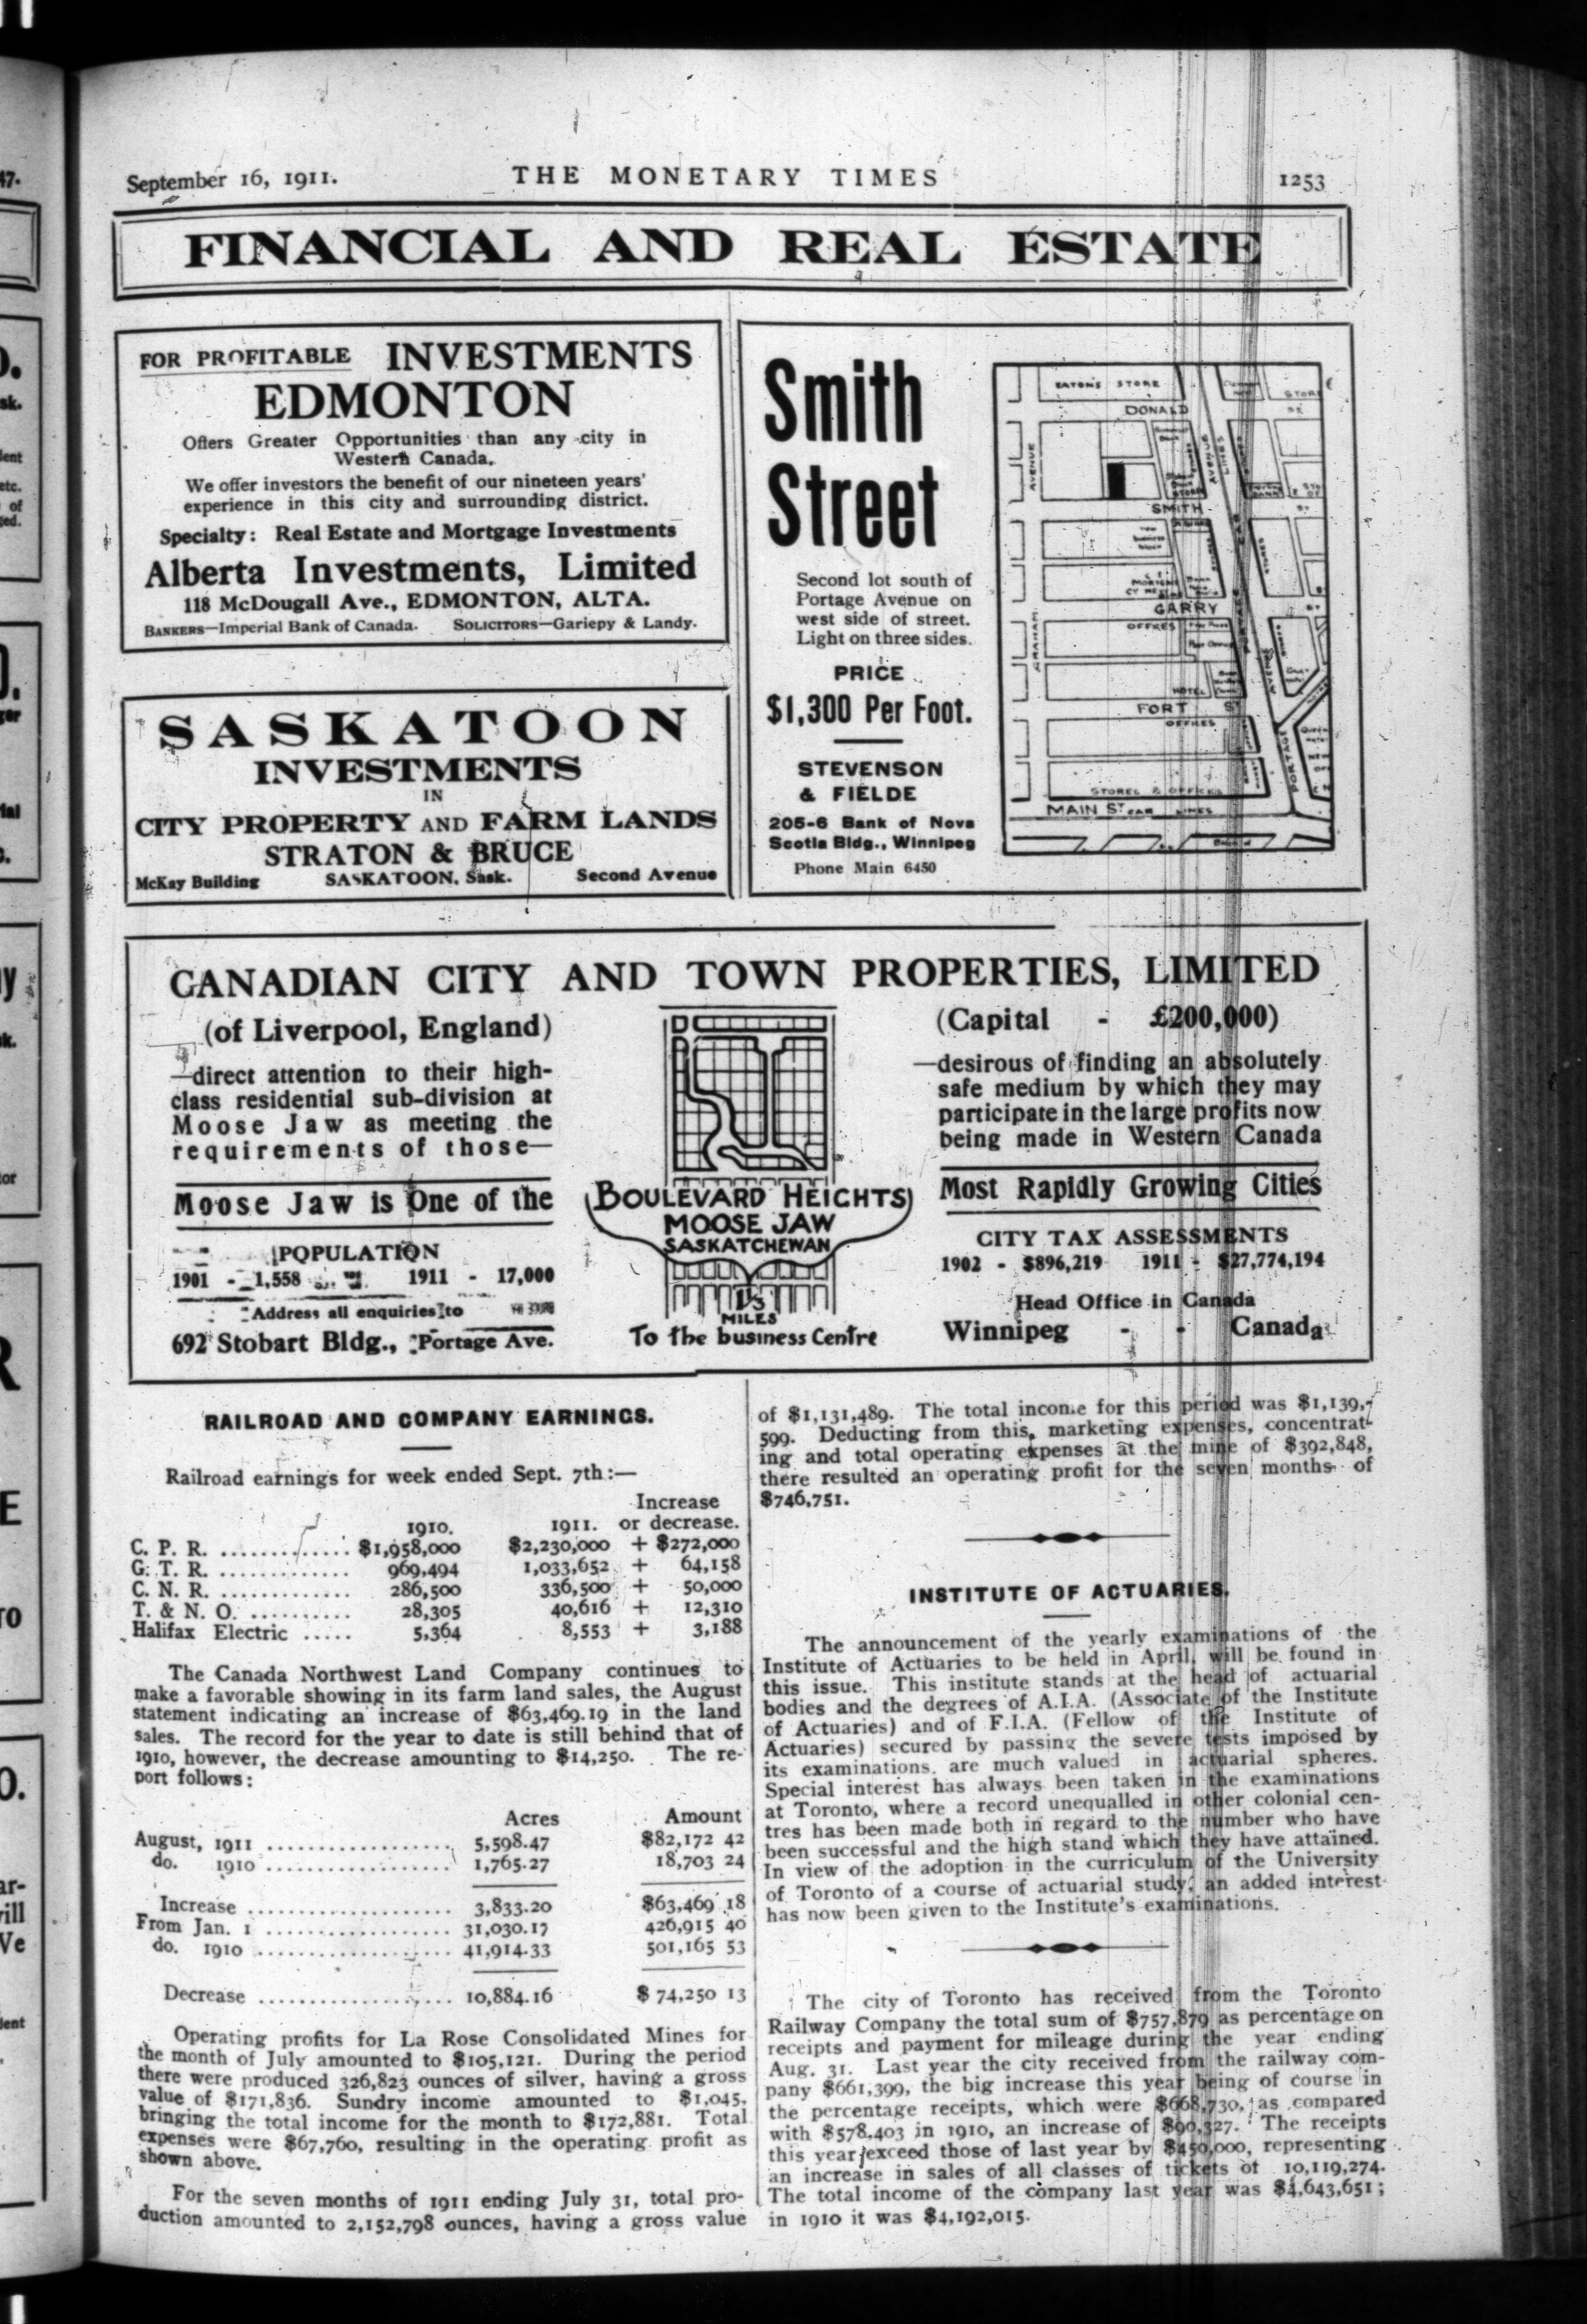 September 16, 1911.
THE MONETARY TIMES
1253
FINANCIAL AND REAL ESTATE
FOR PROFITABLE INVESTMENTS
EDMONTON
Offers Greater Opportunities than any city in
Western Canada.
We offer investors the benefit of our nineteen years'
experience in this city and surrounding district.
Specialty: Real Estate and Mortgage Investments
Alberta Investments, Limited
118 McDougall Ave., EDMONTON, ALTA.
BANKERS—Imperial Bank of Canada. SOLICITORS—Gariepy & Landy.
SASKATOON
INVESTMENTS
IN
CITY PROPERTY AND FARM LANDS
STRATON & BRUCE
McKay Building SASKATOON, Sask. Second Avenue
Smith
Street
Second lot south of
Portage Avenue on
west side of street.
Light on three sides.
PRICE
$1,300 Per Foot.
STEVENSON
& FIELDE
205-6 Bank of Nova
Scotia Bldg., Winnipeg
Phone Main 6450
EATON'S STORE
DONALD
AVENUE
SMITH
GARRY
OFFICES
GRAHAM
HOTEL
FORT ST
OFFICES
PORTAGE
AVENUE
STORES & OFFICES
MAIN ST CAR LINES
CANADIAN CITY AND TOWN PROPERTIES, LIMITED
(of Liverpool, England)
—direct attention to their high-
class residential sub-division at
Moose Jaw as meeting the
requirements of those—
Moose Jaw is One of the
POPULATION
1901 - 1,558 1911 - 17,000
Address all enquiries to
692 Stobart Bldg., Portage Ave.
BOULEVARD HEIGHTS
MOOSE JAW
SASKATCHEWAN
MILES
To the business Centre
(Capital - £200,000)
—desirous of finding an absolutely
safe medium by which they may
participate in the large profits now
being made in Western Canada
Most Rapidly Growing Cities
CITY TAX ASSESSMENTS
1902 - $896,219 1911 - $27,774,194
Head Office in Canada
Winnipeg - - Canada
RAILROAD AND COMPANY EARNINGS.
Railroad earnings for week ended Sept. 7th:—
Increase
1910. 1911. or decrease.
C. P. R. ............. $1,958,000 $2,230,000 + $272,000
G. T. R. ............. 969,494 1,033,652 + 64,158
C. N. R. ............. 286,500 336,500 + 50,000
T. & N. O. .......... 28,305 40,616 + 12,310
Halifax Electric ..... 5,364 8,553 + 3,188
The Canada Northwest Land Company continues to
make a favorable showing in its farm land sales, the August
statement indicating an increase of $63,469.19 in the land
sales. The record for the year to date is still behind that of
1910, however, the decrease amounting to $14,250. The re-
port follows:
Acres Amount
August, 1911 .................. 5,598.47 $82,172 42
do. 1910 .................. 1,765.27 18,703 24
Increase ................... 3,833.20 $63,469 18
From Jan. 1 .................. 31,030.17 426,915 40
do. 1910 .................. 41,914.33 501,165 53
Decrease ................... 10,884.16 $ 74,250 13
Operating profits for La Rose Consolidated Mines for
the month of July amounted to $105,121. During the period
there were produced 326,823 ounces of silver, having a gross
value of $171,836. Sundry income amounted to $1,045,
bringing the total income for the month to $172,881. Total
expenses were $67,760, resulting in the operating profit as
shown above.
For the seven months of 1911 ending July 31, total pro-
duction amounted to 2,152,798 ounces, having a gross value
of $1,131,489. The total income for this period was $1,139,-
599. Deducting from this, marketing expenses, concentrat-
ing and total operating expenses at the mine of $392,848,
there resulted an operating profit for the seven months of
$746,751.
INSTITUTE OF ACTUARIES.
The announcement of the yearly examinations of the
Institute of Actuaries to be held in April, will be found in
this issue. This institute stands at the head of actuarial
bodies and the degrees of A.I.A. (Associate of the Institute
of Actuaries) and of F.I.A. (Fellow of the Institute of
Actuaries) secured by passing the severe tests imposed by
its examinations, are much valued in actuarial spheres.
Special interest has always been taken in the examinations
at Toronto, where a record unequalled in other colonial cen-
tres has been made both in regard to the number who have
been successful and the high stand which they have attained.
In view of the adoption in the curriculum of the University
of Toronto of a course of actuarial study, an added interest
has now been given to the Institute's examinations.
The city of Toronto has received from the Toronto
Railway Company the total sum of $757,879 as percentage on
receipts and payment for mileage during the year ending
Aug. 31. Last year the city received from the railway com-
pany $661,399, the big increase this year being of course in
the percentage receipts, which were $668,730, as compared
with $578,403 in 1910, an increase of $90,327. The receipts
this year exceed those of last year by $450,000, representing
an increase in sales of all classes of tickets of 10,119,274.
The total income of the company last year was $4,643,651;
in 1910 it was $4,192,015.